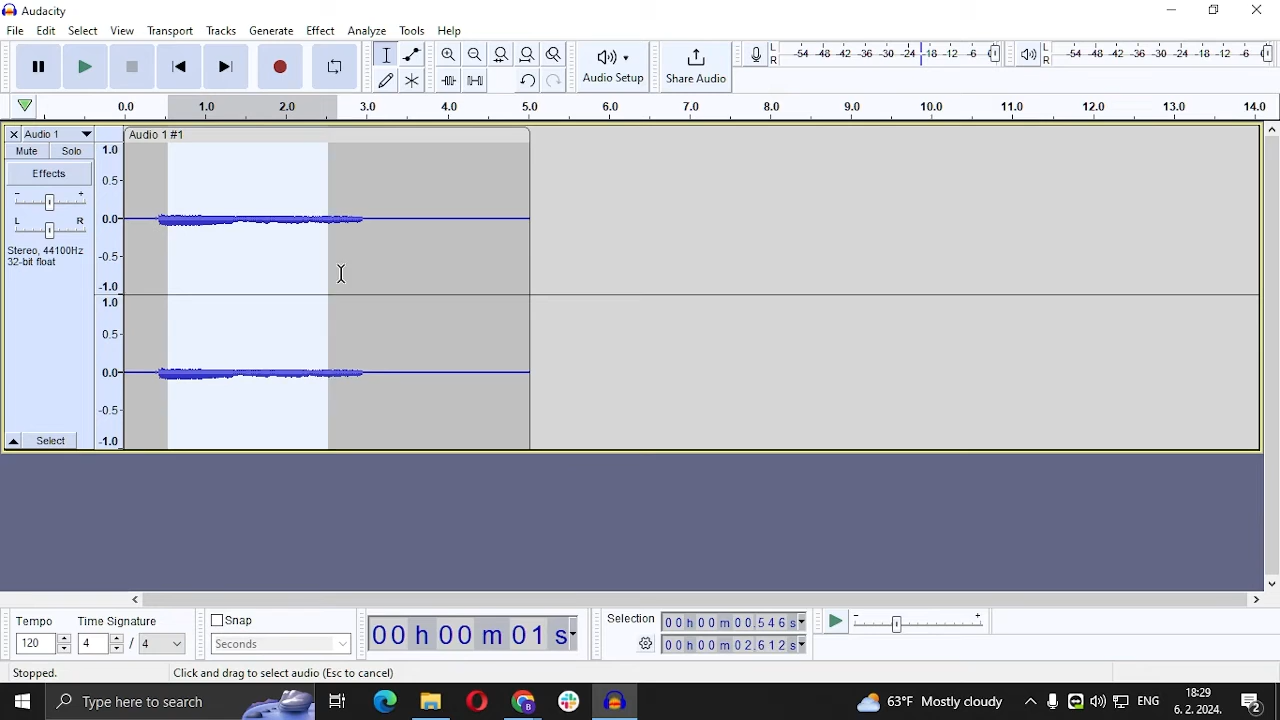 Audacity
File Edit Select View Transport Tracks Generate Effect Analyze Tools Help
Audio Setup
Share Audio
L R -54 -48 -42 -36 -30 -24 -18 -12 -6
L R -54 -48 -42 -36 -30 -24 -18 -12 -6
0.0 1.0 2.0 3.0 4.0 5.0 6.0 7.0 8.0 9.0 10.0 11.0 12.0 13.0 14.0
Audio 1
Audio 1 #1
Mute Solo
Effects
- +
L R
Stereo, 44100Hz
32-bit float
1.0
0.5-
0.0-
-0.5-
-1.0
1.0
0.5-
0.0-
-0.5-
-1.0
Select
Tempo
120
Time Signature
4 / 4
Snap
Seconds
00 h 00 m 01 s
Selection
00 h 00 m 00.546 s
00 h 00 m 02.612 s
- +
Stopped.
Click and drag to select audio (Esc to cancel)
Type here to search
63°F Mostly cloudy
ENG
18:29
6. 2. 2024.
2